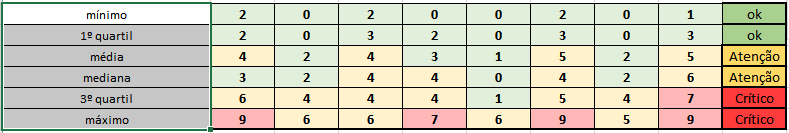 mínimo 2 0 2 0 0 2 0 1 ok
1º quartil 2 0 3 2 0 3 0 3 ok
média 4 2 4 3 1 5 2 5 Atenção
mediana 3 2 4 4 0 4 2 6 Atenção
3º quartil 6 4 4 4 1 5 4 7 Crítico
máximo 9 6 6 7 6 9 5 9 Crítico